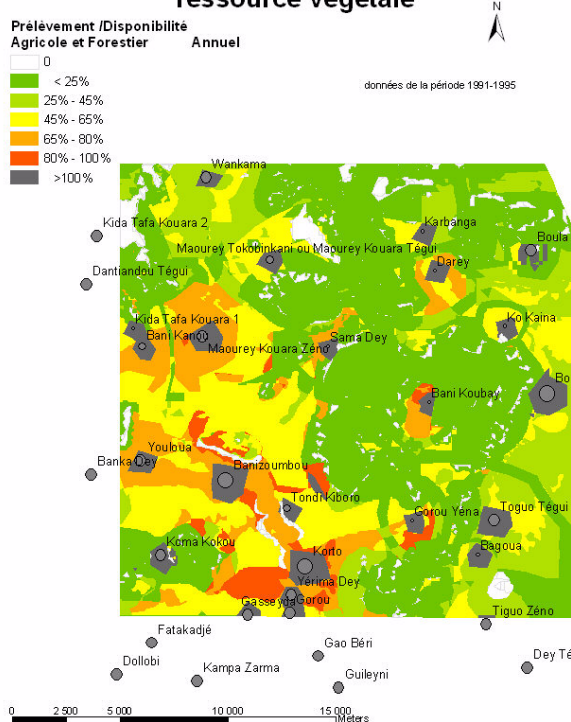 ressource végétale
N
Prélèvement /Disponibilité
Agricole et Forestier Annuel
0
< 25%
25% - 45%
45% - 65%
65% - 80%
80% - 100%
>100%
données de la période 1991-1995
Wankama
Kida Tafa Kouara 2
Karbanga
Maourey Tokobinkani ou Maourey Kouara Tégui
Boula
Darey
Dantiandou Tégui
Kida Tafa Kouara 1
Ko Kaina
Bani Kanou
Sama Dey
Maourey Kouara Zéno
Bo
Bani Koubay
Youloua
Banka Dey
Banizoumbou
Tondi Kiboro
Gorou Yéna
Toguo Tégui
Koma Kokou
Korto
Bagoua
Yérima Dey
Gasseyda
Gorou
Tiguo Zéno
Fatakadjé
Gao Béri
Dollobi
Kampa Zarma
Guileyni
Dey Té
0 2 500 5 000 10 000 15 000
Meters